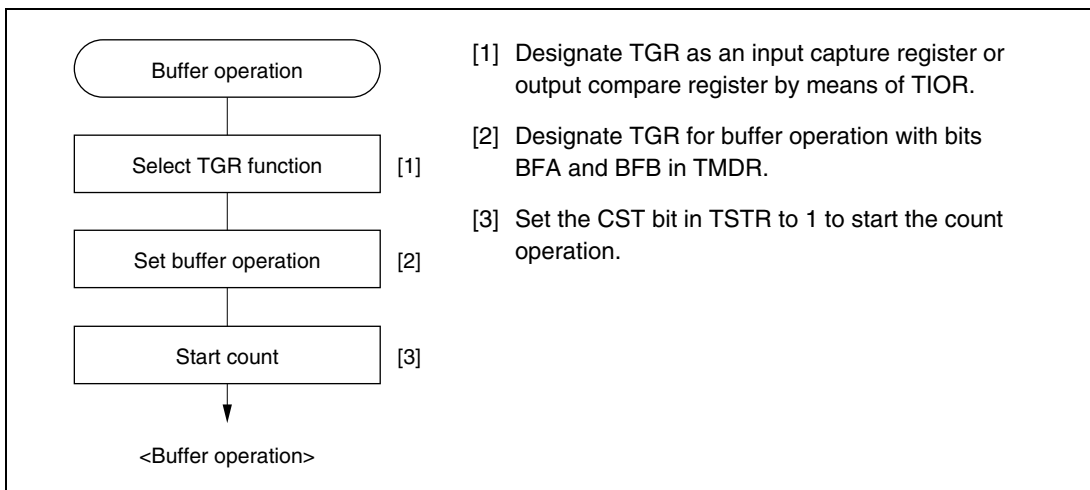 Buffer operation
Select TGR function
[1]
Set buffer operation
[2]
Start count
[3]
<Buffer operation>
[1] Designate TGR as an input capture register or
output compare register by means of TIOR.
[2] Designate TGR for buffer operation with bits
BFA and BFB in TMDR.
[3] Set the CST bit in TSTR to 1 to start the count
operation.